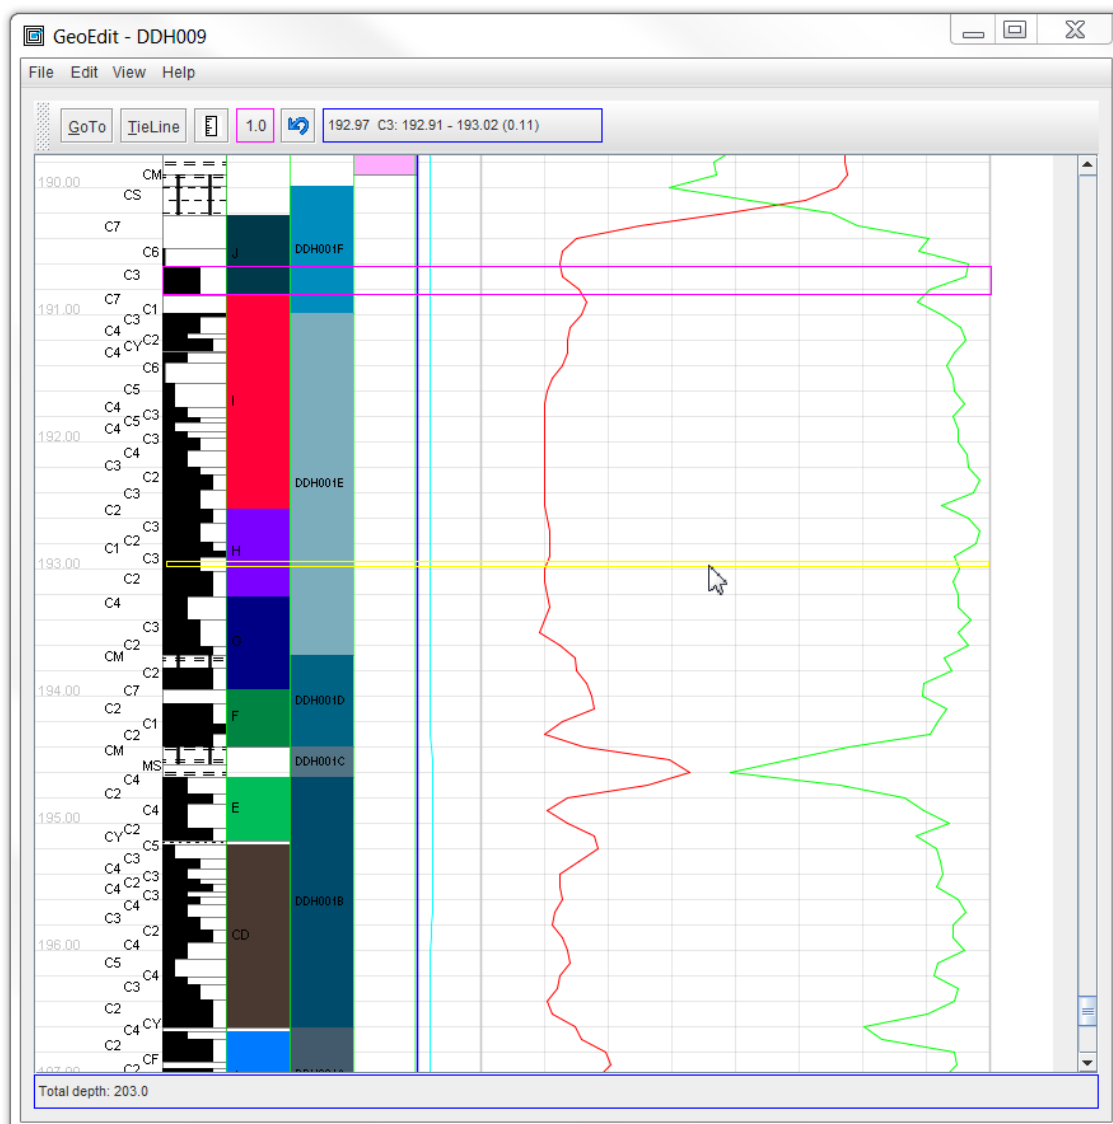 GeoEdit - DDH009
File Edit View Help
GoTo TieLine 1.0 192.97 C3: 192.91 - 193.02 (0.11)
CM
190.00
CS
C7
C6 J DDH001F
C3
C7
191.00 C1
C3
C4
C2
CY
C4
C6
C5
I
C4
C3
C5
C4
192.00 C3
C4
C3
C2 DDH001E
C3
C2
C3
C2
C1 H
C3
193.00
C2
C4
C3
G
C2
CM
C2
194.00 C7
DDH001D
C2
F
C1
C2
CM
DDH001C
MS
C4
C2
E
C4
195.00
C2
CY
C5
C3
C4
C3
C2
C4
C3 DDH001B
C4
C3
C2
CD
196.00 C4
C5
C4
C3
C2
CY
C4
C2
CF
C2
197.00 DDH001A
Total depth: 203.0